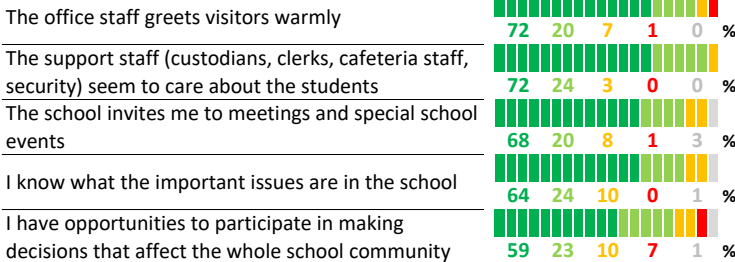 The office staff greets visitors warmly
72 20 7 1 0 %
The support staff (custodians, clerks, cafeteria staff,
security) seem to care about the students
72 24 3 0 0 %
The school invites me to meetings and special school
events
68 20 8 1 3 %
I know what the important issues are in the school
64 24 10 0 1 %
I have opportunities to participate in making
decisions that affect the whole school community
59 23 10 7 1 %